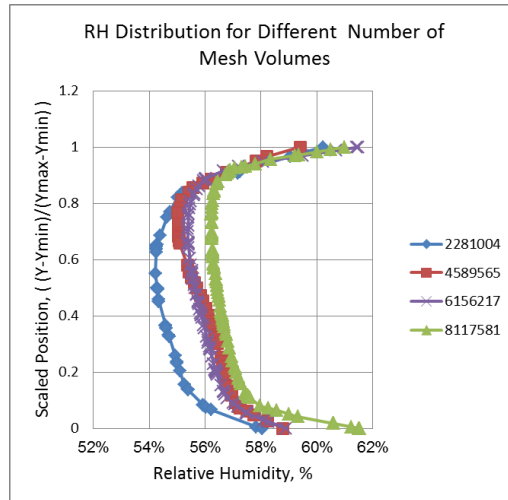 RH Distribution for Different Number of
Mesh Volumes
Scaled Position, ( (Y-Ymin)/(Ymax-Ymin) )
1.2
1
0.8
0.6
0.4
0.2
0
52% 54% 56% 58% 60% 62%
Relative Humidity, %
2281004
4589565
6156217
8117581